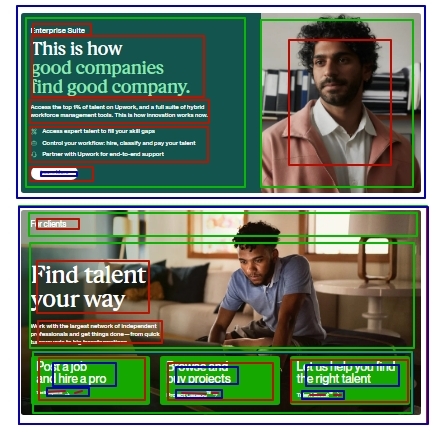 Enterprise Suite
This is how
good companies
find good company.
Access the top 1% of talent on Upwork, and a full suite of hybrid
workforce management tools. This is how innovation works now.
Access expert talent to fill your skill gaps
Control your workflow: hire, classify and pay your talent
Partner with Upwork for end-to-end support
For clients
Find talent
your way
Work with the largest network of independent
professionals and get things done—from quick
Post a job
and hire a pro
Browse and
buy projects
Let us help you find
the right talent